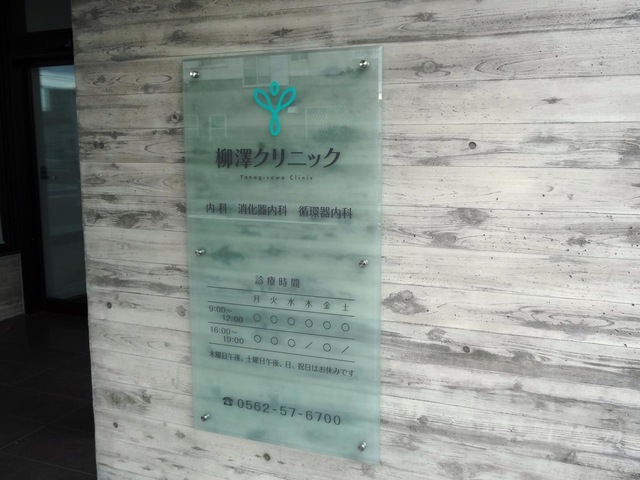 柳澤クリニック
Yanagisawa Clinic
内科 消化器内科 循環器内科
診療時間
月 火 水 木 金 土
9:00~12:00 ○ ○ ○ ○ ○ ○
16:00~19:00 ○ ○ ○ / ○ /
木曜日午後、土曜日午後、日、祝日はお休みです
☎0562-57-6700